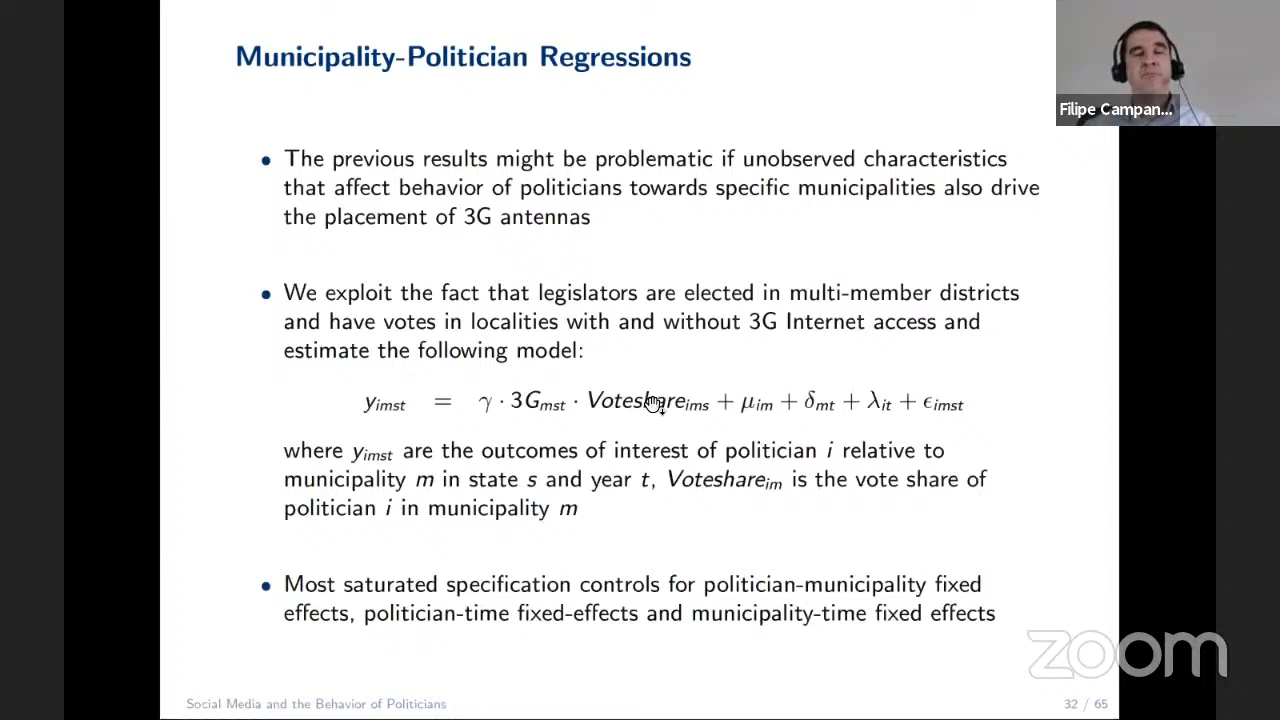 Municipality-Politician Regressions
Filipe Campan...
• The previous results might be problematic if unobserved characteristics
that affect behavior of politicians towards specific municipalities also drive
the placement of 3G antennas
• We exploit the fact that legislators are elected in multi-member districts
and have votes in localities with and without 3G Internet access and
estimate the following model:
y_imst = γ · 3G_mst · Voteshare_ims + μ_im + δ_mt + λ_it + ϵ_imst
where y_imst are the outcomes of interest of politician i relative to
municipality m in state s and year t, Voteshare_im is the vote share of
politician i in municipality m
• Most saturated specification controls for politician-municipality fixed
effects, politician-time fixed-effects and municipality-time fixed effects
zoom
Social Media and the Behavior of Politicians
32 / 65